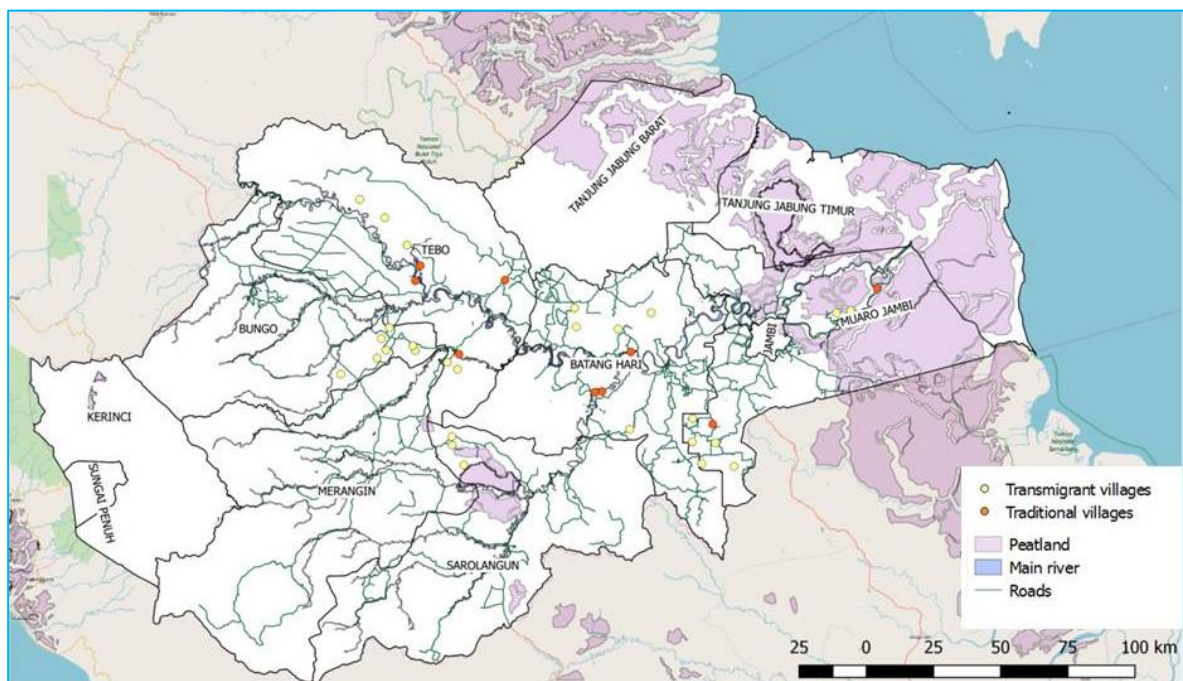 TANJUNG JABUNG BARAT
TANJUNG JABUNG TIMUR
TEBO
BUNGO
MUARO JAMBI
JAMBI
BATANG HARI
KERINCI
SUNGAI PENUH
MERANGIN
SAROLANGUN
Transmigrant villages
Traditional villages
Peatland
Main river
Roads
25 0 25 50 75 100 km